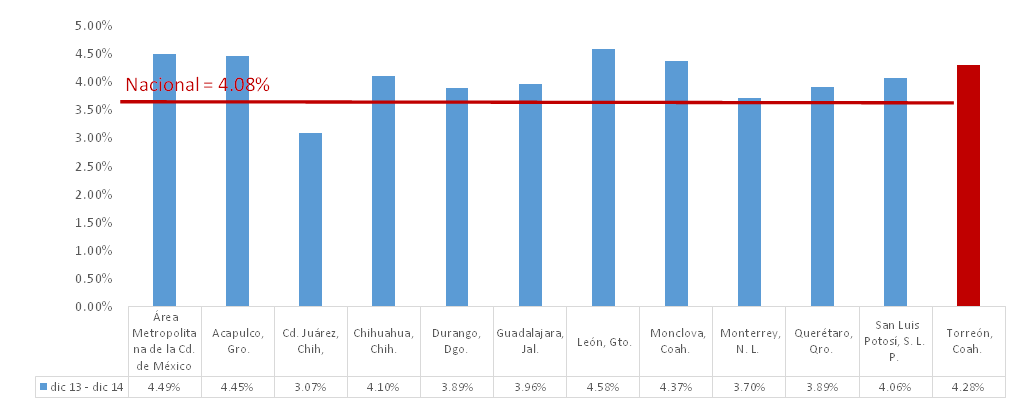 5.00%
4.50%
4.00%
3.50%
3.00%
2.50%
2.00%
1.50%
1.00%
0.50%
0.00%
Nacional = 4.08%
Área
Metropolita
na de la Cd.
de México
Acapulco,
Gro.
Cd. Juárez,
Chih,
Chihuahua,
Chih.
Durango,
Dgo.
Guadalajara,
Jal.
León, Gto.
Monclova,
Coah.
Monterrey,
N. L.
Querétaro,
Qro.
San Luis
Potosí, S. L.
P.
Torreón,
Coah.
dic 13 - dic 14 4.49% 4.45% 3.07% 4.10% 3.89% 3.96% 4.58% 4.37% 3.70% 3.89% 4.06% 4.28%